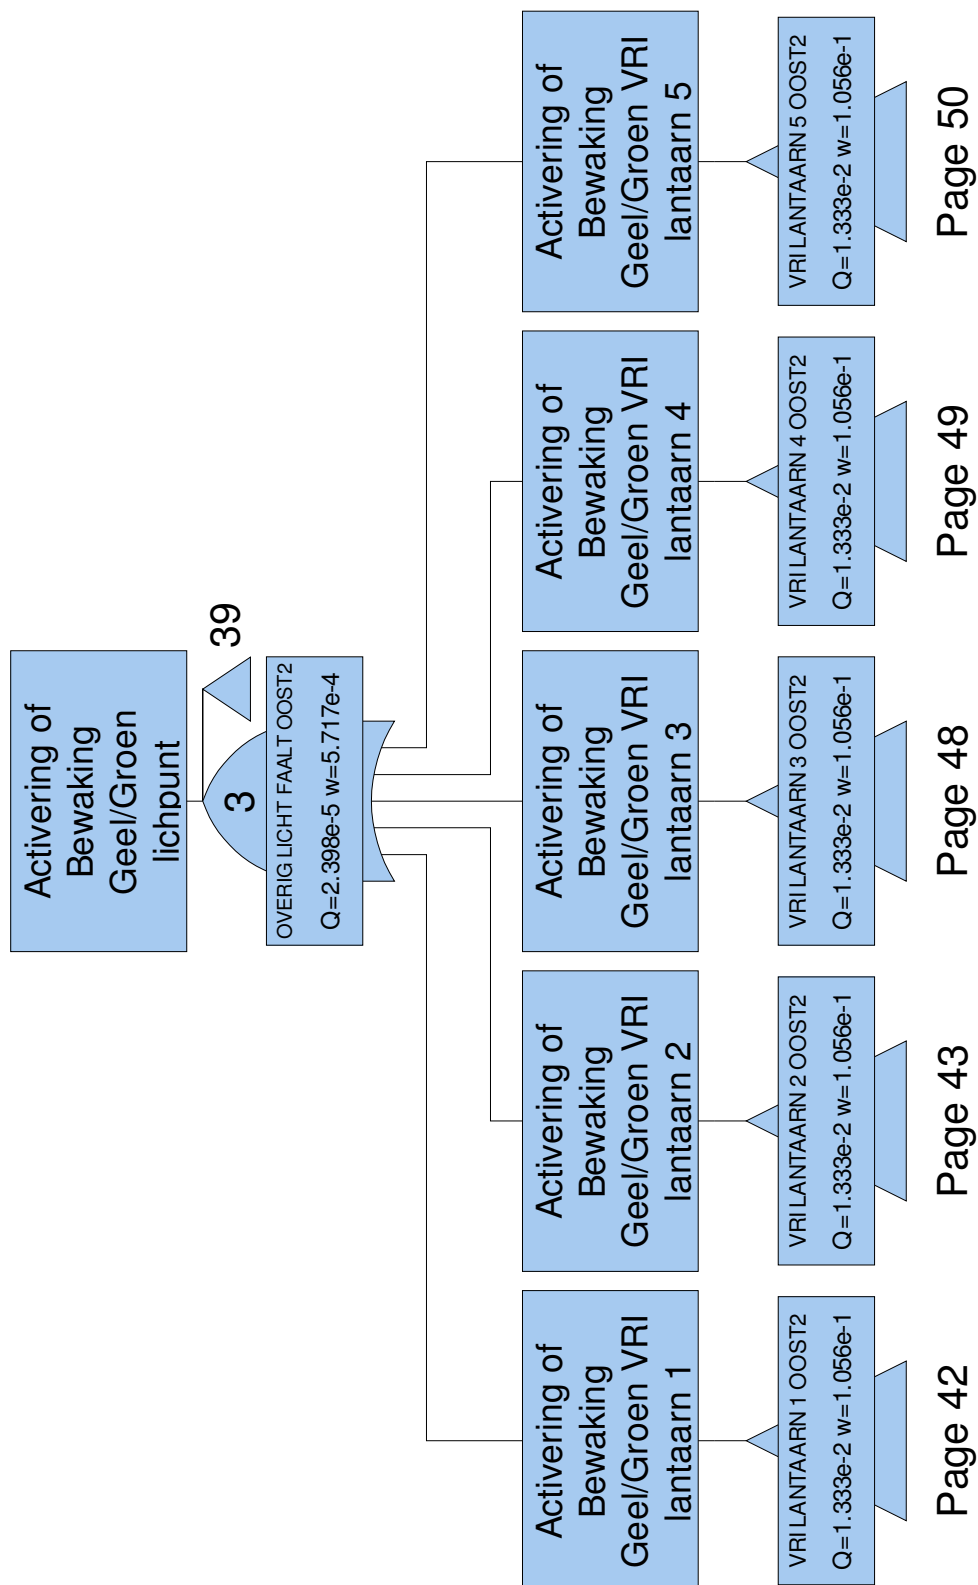 Activering of
Bewaking
Geel/Groen
lichpunt
39
3
OVERIG LICHT FAALT OOST2
Q=2.398e-5 w=5.717e-4
Activering of
Bewaking
Geel/Groen VRI
lantaarn 1
Activering of
Bewaking
Geel/Groen VRI
lantaarn 2
Activering of
Bewaking
Geel/Groen VRI
lantaarn 3
Activering of
Bewaking
Geel/Groen VRI
lantaarn 4
Activering of
Bewaking
Geel/Groen VRI
lantaarn 5
VRI LANTAARN 1 OOST2
Q=1.333e-2 w=1.056e-1
VRI LANTAARN 2 OOST2
Q=1.333e-2 w=1.056e-1
VRI LANTAARN 3 OOST2
Q=1.333e-2 w=1.056e-1
VRI LANTAARN 4 OOST2
Q=1.333e-2 w=1.056e-1
VRI LANTAARN 5 OOST2
Q=1.333e-2 w=1.056e-1
Page 42
Page 43
Page 48
Page 49
Page 50